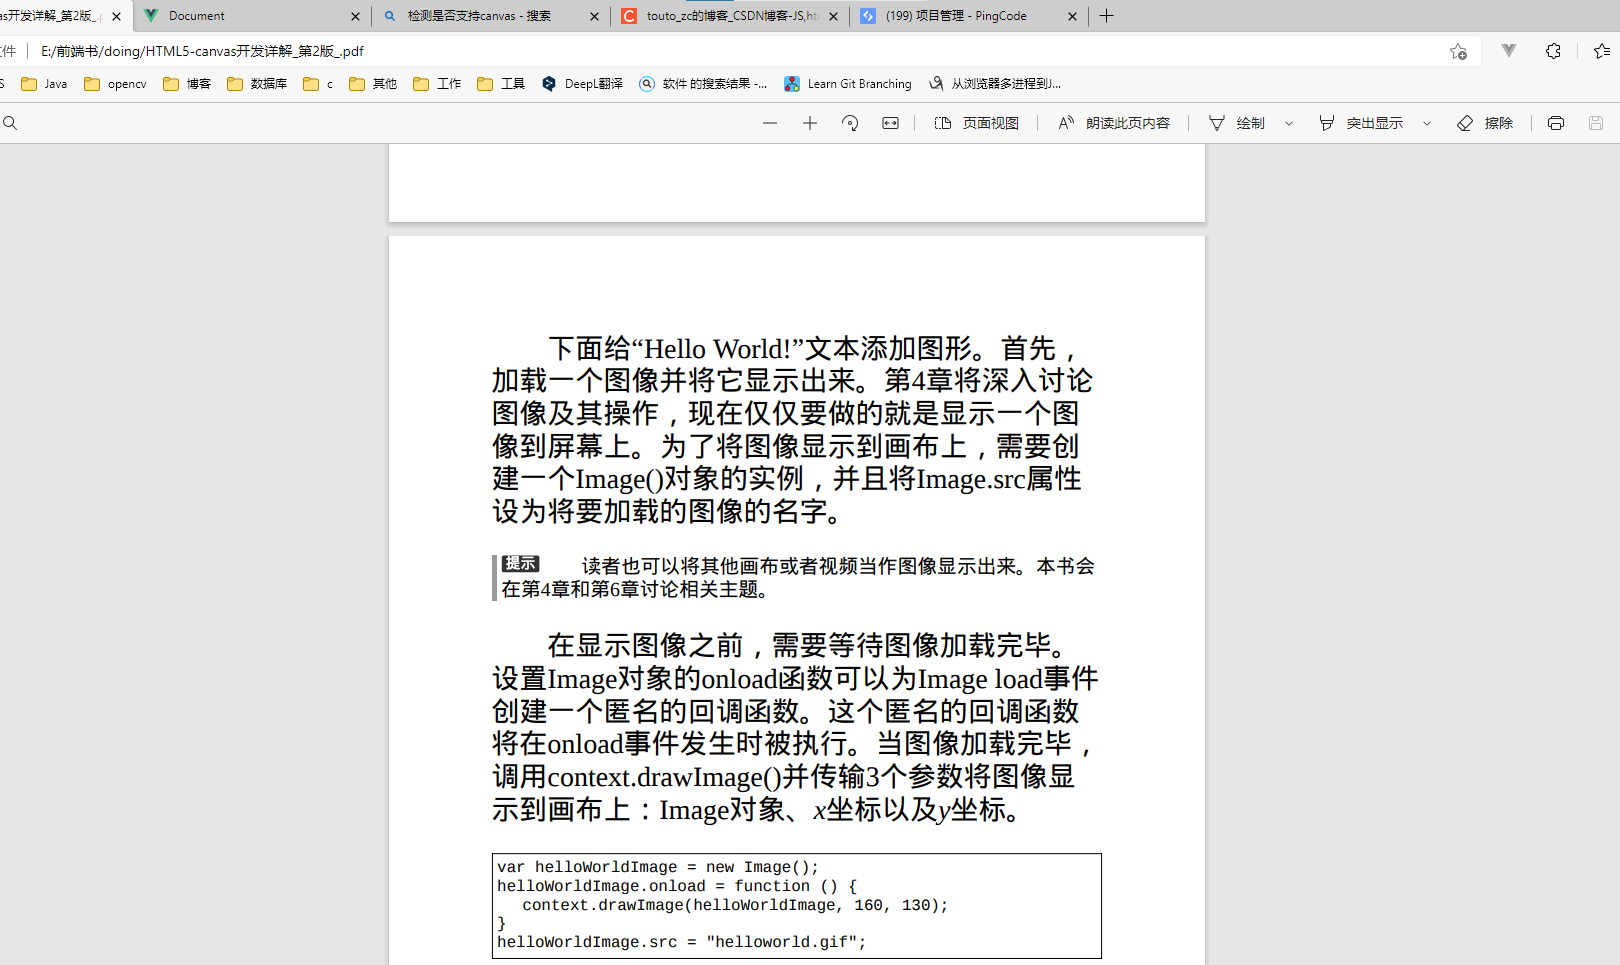 s开发详解_第2版_.p
Document
检测是否支持canvas - 搜索
touto_zc的博客_CSDN博客-JS,ht
(199) 项目管理 - PingCode
件
E:/前端书/doing/HTML5-canvas开发详解_第2版_.pdf
S
Java
opencv
博客
数据库
c
其他
工作
工具
DeepL翻译
软件 的搜索结果 -...
Learn Git Branching
从浏览器多进程到J...
页面视图
朗读此页内容
绘制
突出显示
擦除
下面给“Hello World!”文本添加图形。首先，
加载一个图像并将它显示出来。第4章将深入讨论
图像及其操作，现在仅仅要做的就是显示一个图
像到屏幕上。为了将图像显示到画布上，需要创
建一个Image()对象的实例，并且将Image.src属性
设为将要加载的图像的名字。
提示 读者也可以将其他画布或者视频当作图像显示出来。本书会
在第4章和第6章讨论相关主题。
在显示图像之前，需要等待图像加载完毕。
设置Image对象的onload函数可以为Image load事件
创建一个匿名的回调函数。这个匿名的回调函数
将在onload事件发生时被执行。当图像加载完毕，
调用context.drawImage()并传输3个参数将图像显
示到画布上：Image对象、x坐标以及y坐标。
var helloWorldImage = new Image();
helloWorldImage.onload = function () {
context.drawImage(helloWorldImage, 160, 130);
}
helloWorldImage.src = "helloworld.gif";